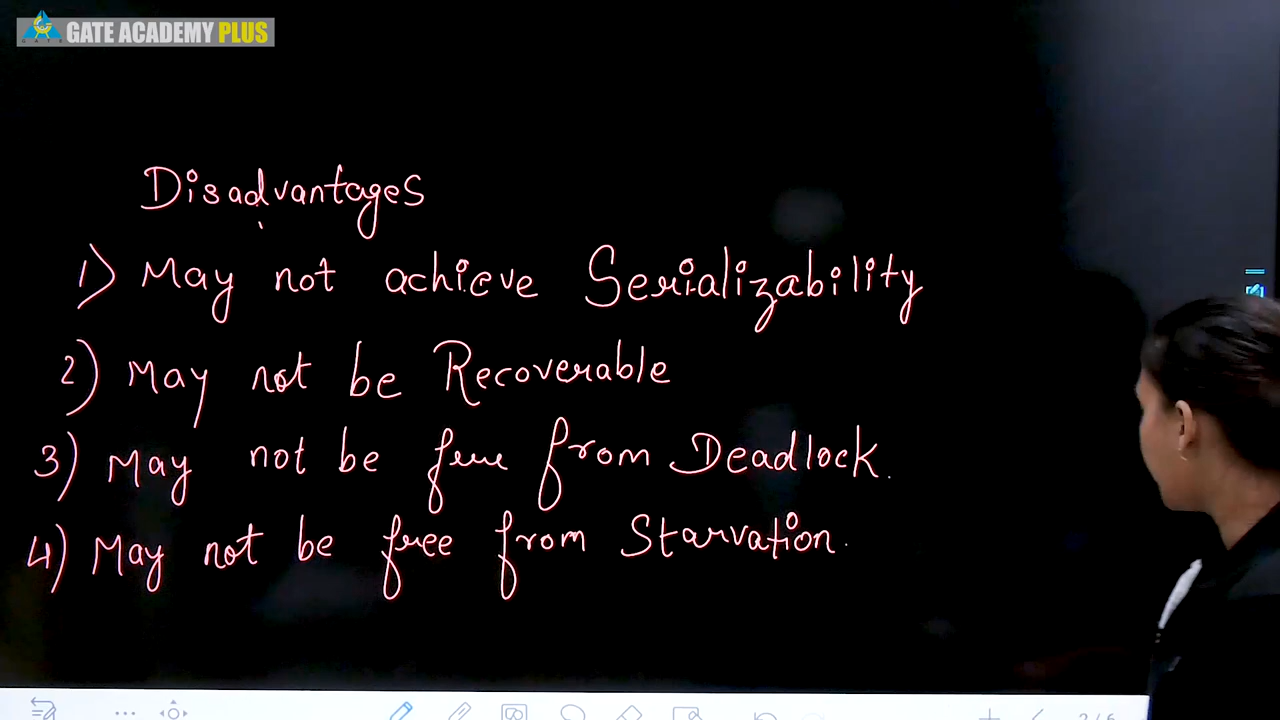 GATE ACADEMY PLUS
Disadvantages
1) May not achieve Serializability
2) May not be Recoverable
3) May not be free from Deadlock.
4) May not be free from Starvation.